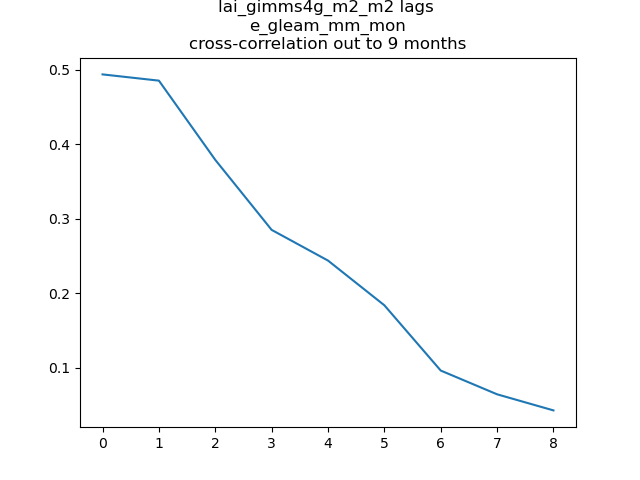 lai_gimms4g_m2_m2 lags
e_gleam_mm_mon
cross-correlation out to 9 months
0.5
0.4
0.3
0.2
0.1
0 1 2 3 4 5 6 7 8